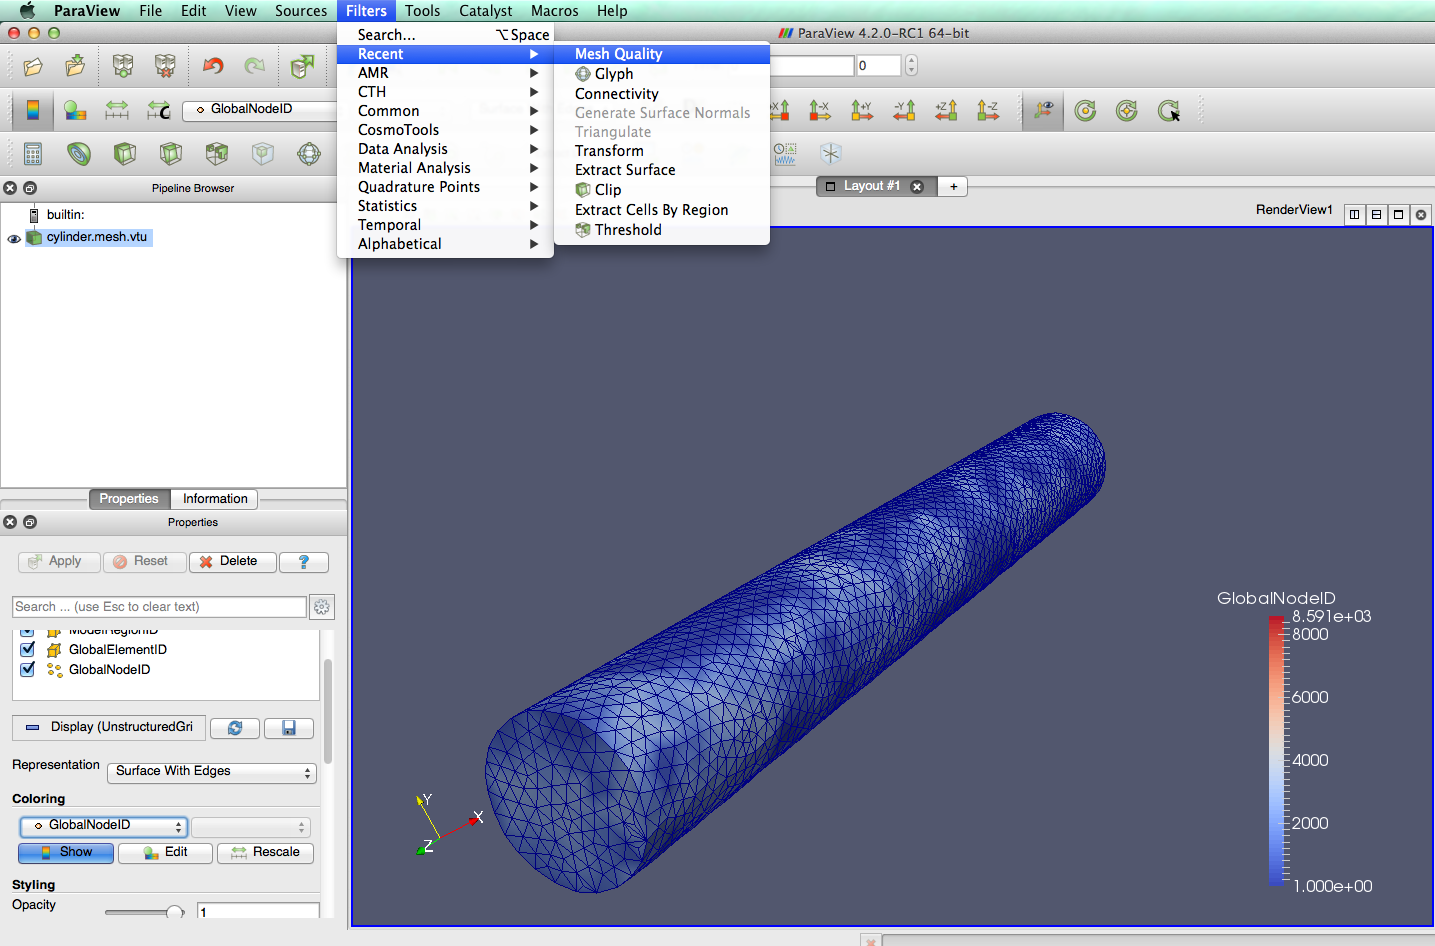 ParaView File Edit View Sources Filters Tools Catalyst Macros Help
ParaView 4.2.0-RC1 64-bit
Search... ⌥Space
Recent
AMR
CTH
Common
CosmoTools
Data Analysis
Material Analysis
Quadrature Points
Statistics
Temporal
Alphabetical
Mesh Quality
Glyph
Connectivity
Generate Surface Normals
Triangulate
Transform
Extract Surface
Clip
Extract Cells By Region
Threshold
0
GlobalNodeID
-X +Y -Y +Z -Z
Pipeline Browser
Layout #1 +
builtin:
cylinder.mesh.vtu
RenderView1
Properties Information
Properties
Apply Reset Delete ?
Search ... (use Esc to clear text)
ModelRegionID
GlobalElementID
GlobalNodeID
Display (UnstructuredGri
Representation Surface With Edges
Coloring
GlobalNodeID
Show Edit Rescale
Styling
Opacity 1
Y
X
Z
GlobalNodeID
8.591e+03
8000
6000
4000
2000
1.000e+00